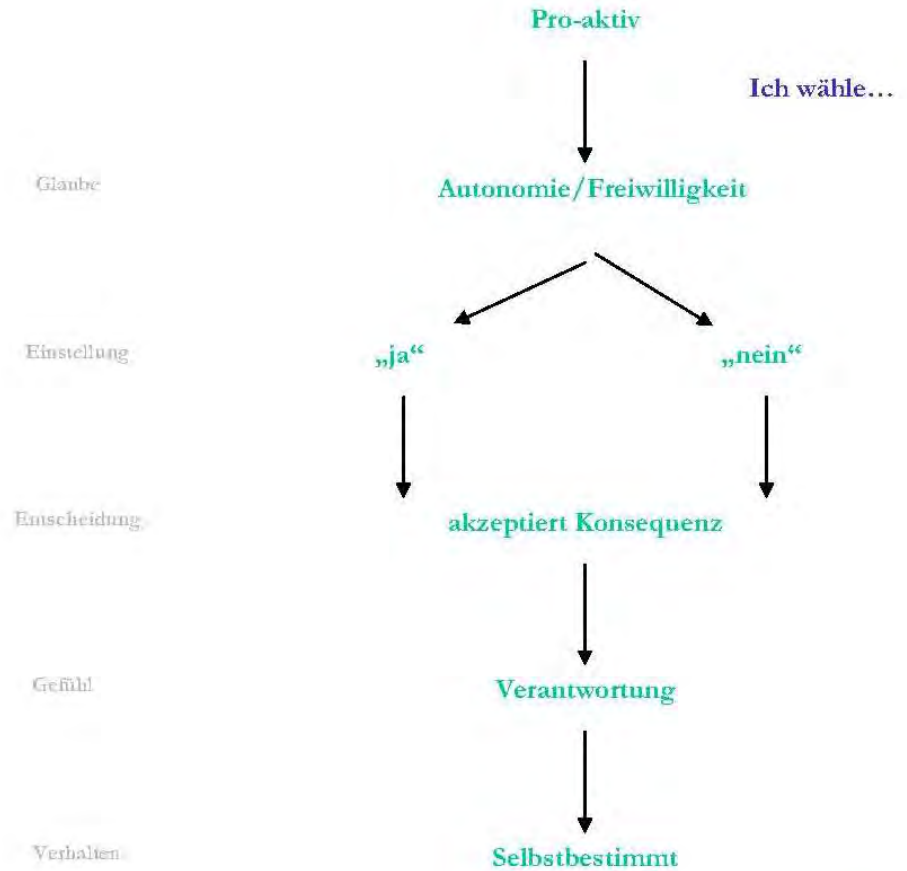 Pro-aktiv
Ich wähle...
Glaube
Autonomie/Freiwilligkeit
Einstellung
„ja“
„nein“
Entscheidung
akzeptiert Konsequenz
Gefühl
Verantwortung
Verhalten
Selbstbestimmt